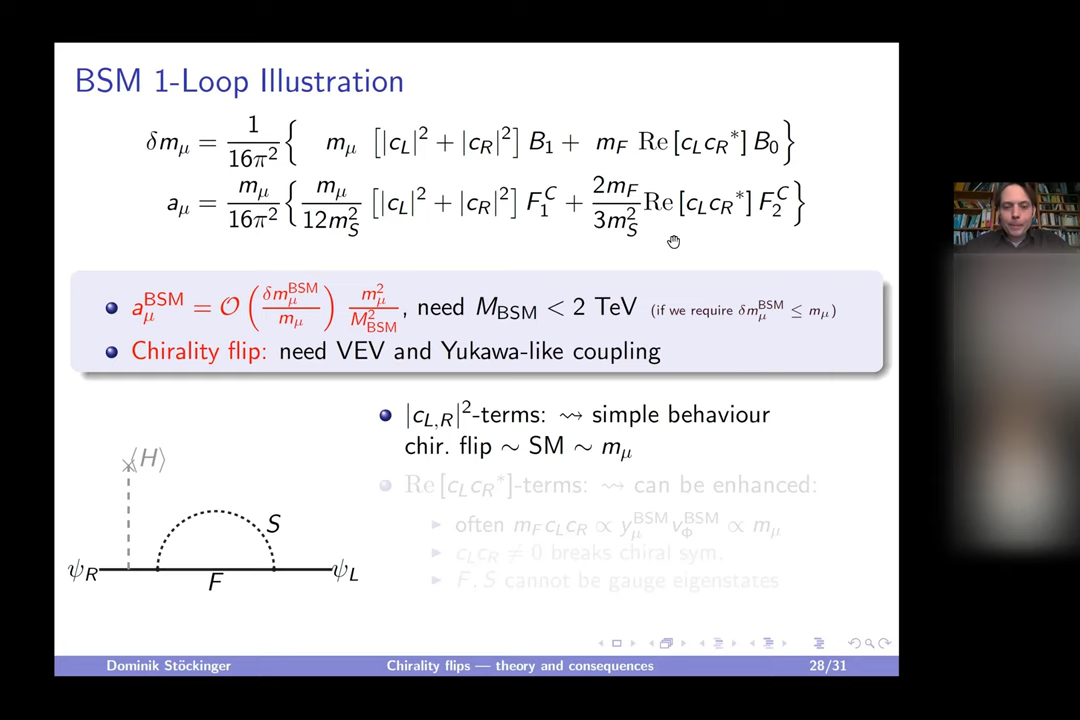 BSM 1-Loop Illustration
δm_μ = 1/16π² { m_μ [|c_L|² + |c_R|²] B₁ + m_F Re [c_L c_R*] B₀ }
a_μ = m_μ/16π² { m_μ/12m_S² [|c_L|² + |c_R|²] F₁^C + 2m_F/3m_S² Re [c_L c_R*] F₂^C }
a_μ^BSM = O (δm_μ^BSM/m_μ) m_μ²/M_BSM², need M_BSM < 2 TeV (if we require δm_μ^BSM ≤ m_μ)
Chirality flip: need VEV and Yukawa-like coupling
|c_L,R|²-terms: ⇝ simple behaviour
chir. flip ∼ SM ∼ m_μ
Re [c_L c_R*]-terms: ⇝ can be enhanced:
often m_F c_L c_R ∝ y_μ^BSM v_Φ^BSM ∝ m_μ
c_L c_R ≠ 0 breaks chiral sym.
F, S cannot be gauge eigenstates
⟨H⟩
S
ψ_R
F
ψ_L
Dominik Stöckinger Chirality flips — theory and consequences 28/31